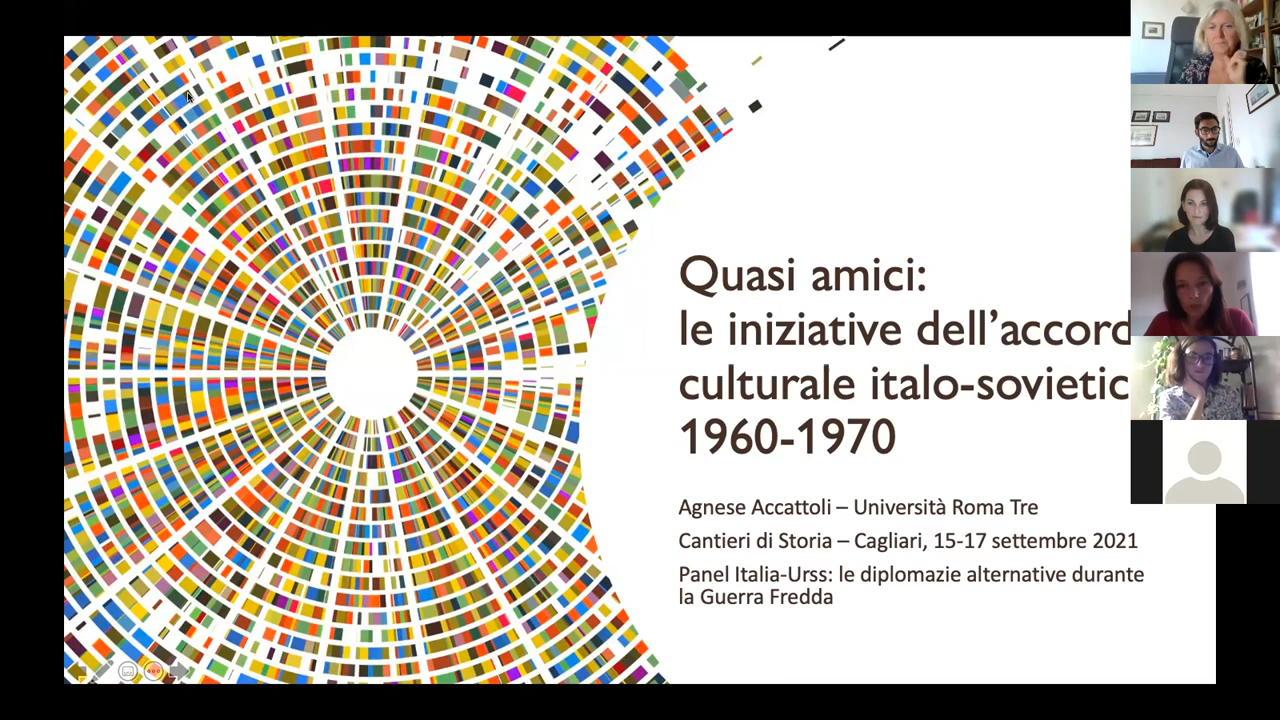 Quasi amici:
le iniziative dell’accord
culturale italo-sovietic
1960-1970
Agnese Accattoli – Università Roma Tre
Cantieri di Storia – Cagliari, 15-17 settembre 2021
Panel Italia-Urss: le diplomazie alternative durante
la Guerra Fredda